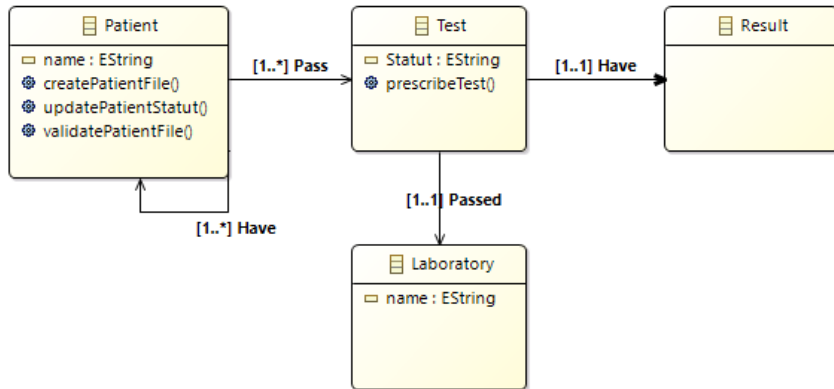 Patient
name : EString
createPatientFile()
updatePatientStatut()
validatePatientFile()
[1..*] Pass
Test
Statut : EString
prescribeTest()
[1..1] Have
Result
[1..*] Have
[1..1] Passed
Laboratory
name : EString